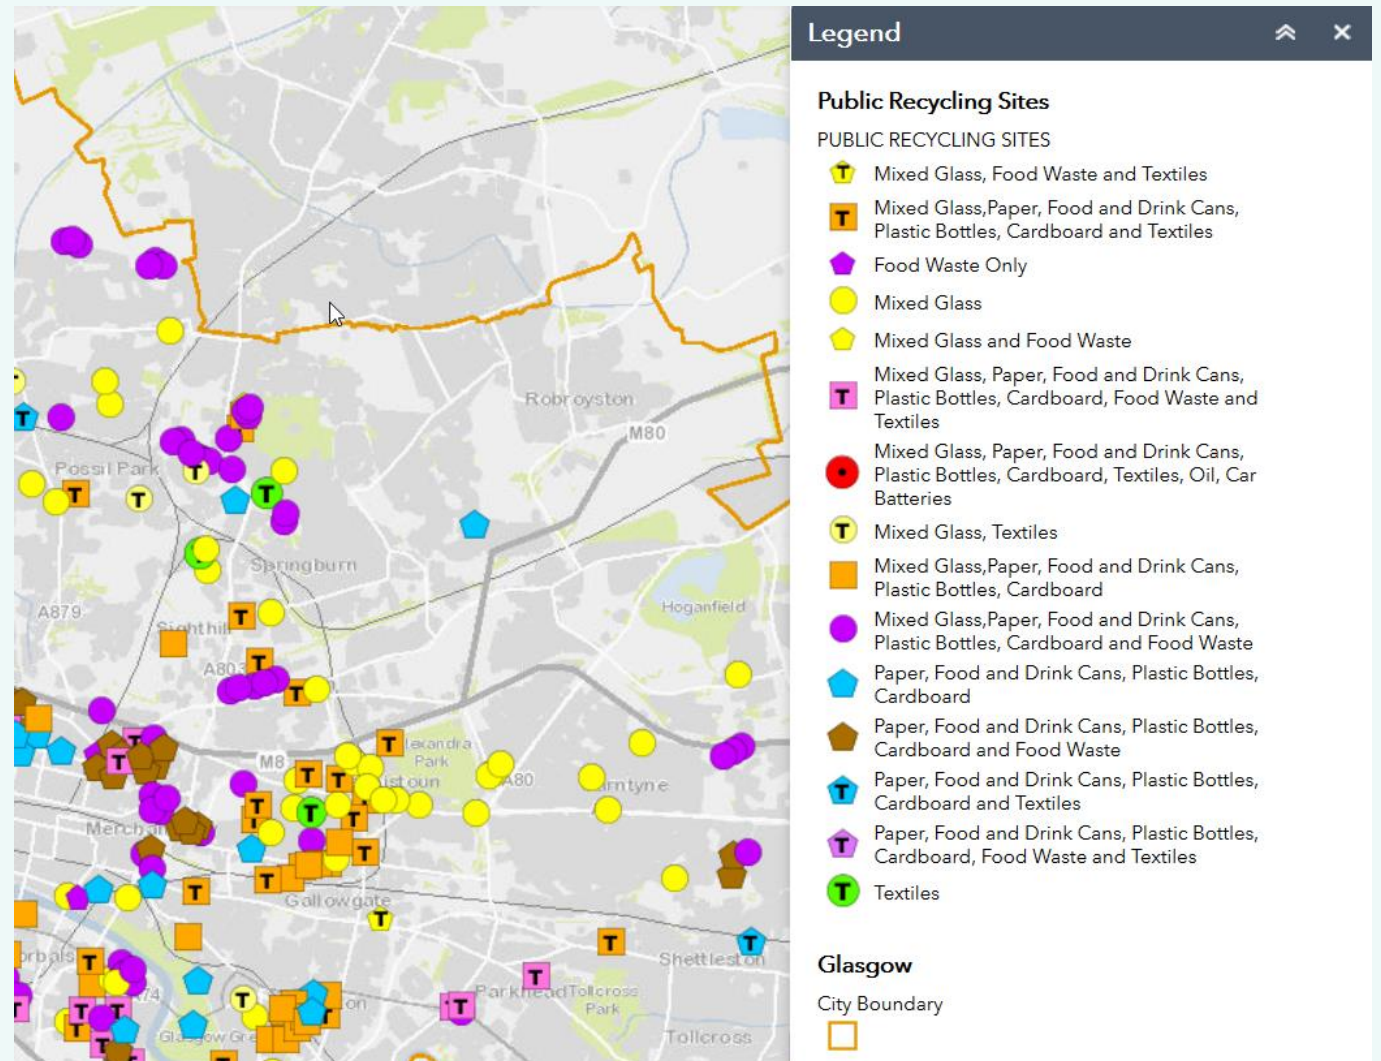 Legend
Public Recycling Sites
PUBLIC RECYCLING SITES
T Mixed Glass, Food Waste and Textiles
T Mixed Glass,Paper, Food and Drink Cans,
Plastic Bottles, Cardboard and Textiles
Food Waste Only
Mixed Glass
Mixed Glass and Food Waste
Mixed Glass, Paper, Food and Drink Cans,
T Plastic Bottles, Cardboard, Food Waste and
Textiles
Mixed Glass, Paper, Food and Drink Cans,
Plastic Bottles, Cardboard, Textiles, Oil, Car
Batteries
T Mixed Glass, Textiles
Mixed Glass,Paper, Food and Drink Cans,
Plastic Bottles, Cardboard
Mixed Glass,Paper, Food and Drink Cans,
Plastic Bottles, Cardboard and Food Waste
Paper, Food and Drink Cans, Plastic Bottles,
Cardboard
Paper, Food and Drink Cans, Plastic Bottles,
Cardboard and Food Waste
T Paper, Food and Drink Cans, Plastic Bottles,
Cardboard and Textiles
T Paper, Food and Drink Cans, Plastic Bottles,
Cardboard, Food Waste and Textiles
T Textiles
Glasgow
City Boundary
Robroyston
M80
Possil Park
Springburn
A879
Hoganfield
Sighthill
A803
M8
Park
A80
Gallowgate
Shettleston
Parkhead
Tollcross
Park
A74
Tollcross